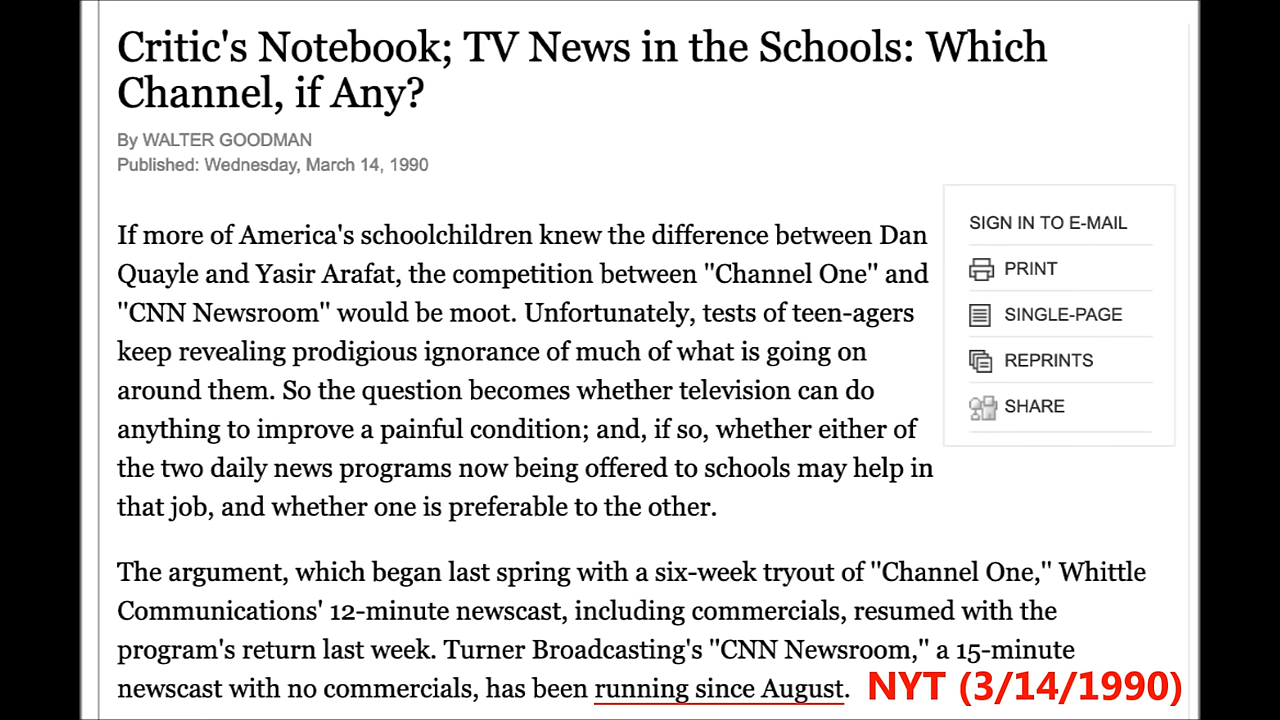 Critic's Notebook; TV News in the Schools: Which
Channel, if Any?
By WALTER GOODMAN
Published: Wednesday, March 14, 1990
If more of America's schoolchildren knew the difference between Dan
Quayle and Yasir Arafat, the competition between "Channel One" and
"CNN Newsroom" would be moot. Unfortunately, tests of teen-agers
keep revealing prodigious ignorance of much of what is going on
around them. So the question becomes whether television can do
anything to improve a painful condition; and, if so, whether either of
the two daily news programs now being offered to schools may help in
that job, and whether one is preferable to the other.
SIGN IN TO E-MAIL
PRINT
SINGLE-PAGE
REPRINTS
SHARE
The argument, which began last spring with a six-week tryout of "Channel One," Whittle
Communications' 12-minute newscast, including commercials, resumed with the
program's return last week. Turner Broadcasting's "CNN Newsroom," a 15-minute
newscast with no commercials, has been running since August. NYT (3/14/1990)